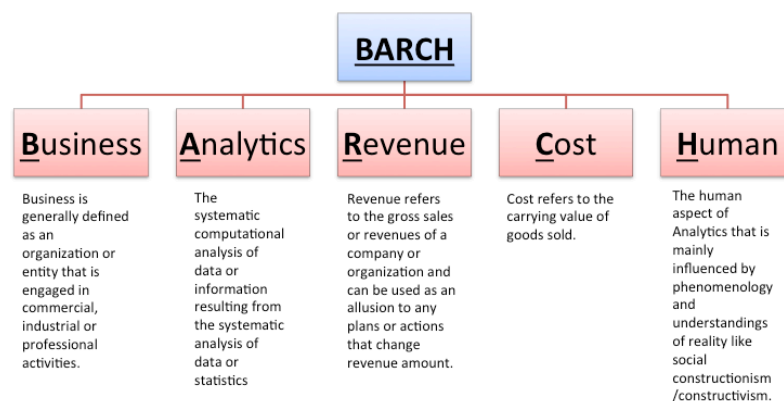 BARCH
Business
Analytics
Revenue
Cost
Human
Business is
generally defined
as an
organization or
entity that is
engaged in
commercial,
industrial or
professional
activities.
The
systematic
computational
analysis of
data or
information
resulting from
the systematic
analysis of
data or
statistics
Revenue refers
to the gross sales
or revenues of a
company or
organization and
can be used as an
allusion to any
plans or actions
that change
revenue amount.
Cost refers to the
carrying value of
goods sold.
The human
aspect of
Analytics that is
mainly
influenced by
phenomenology
and
understandings
of reality like
social
constructionism
/constructivism.